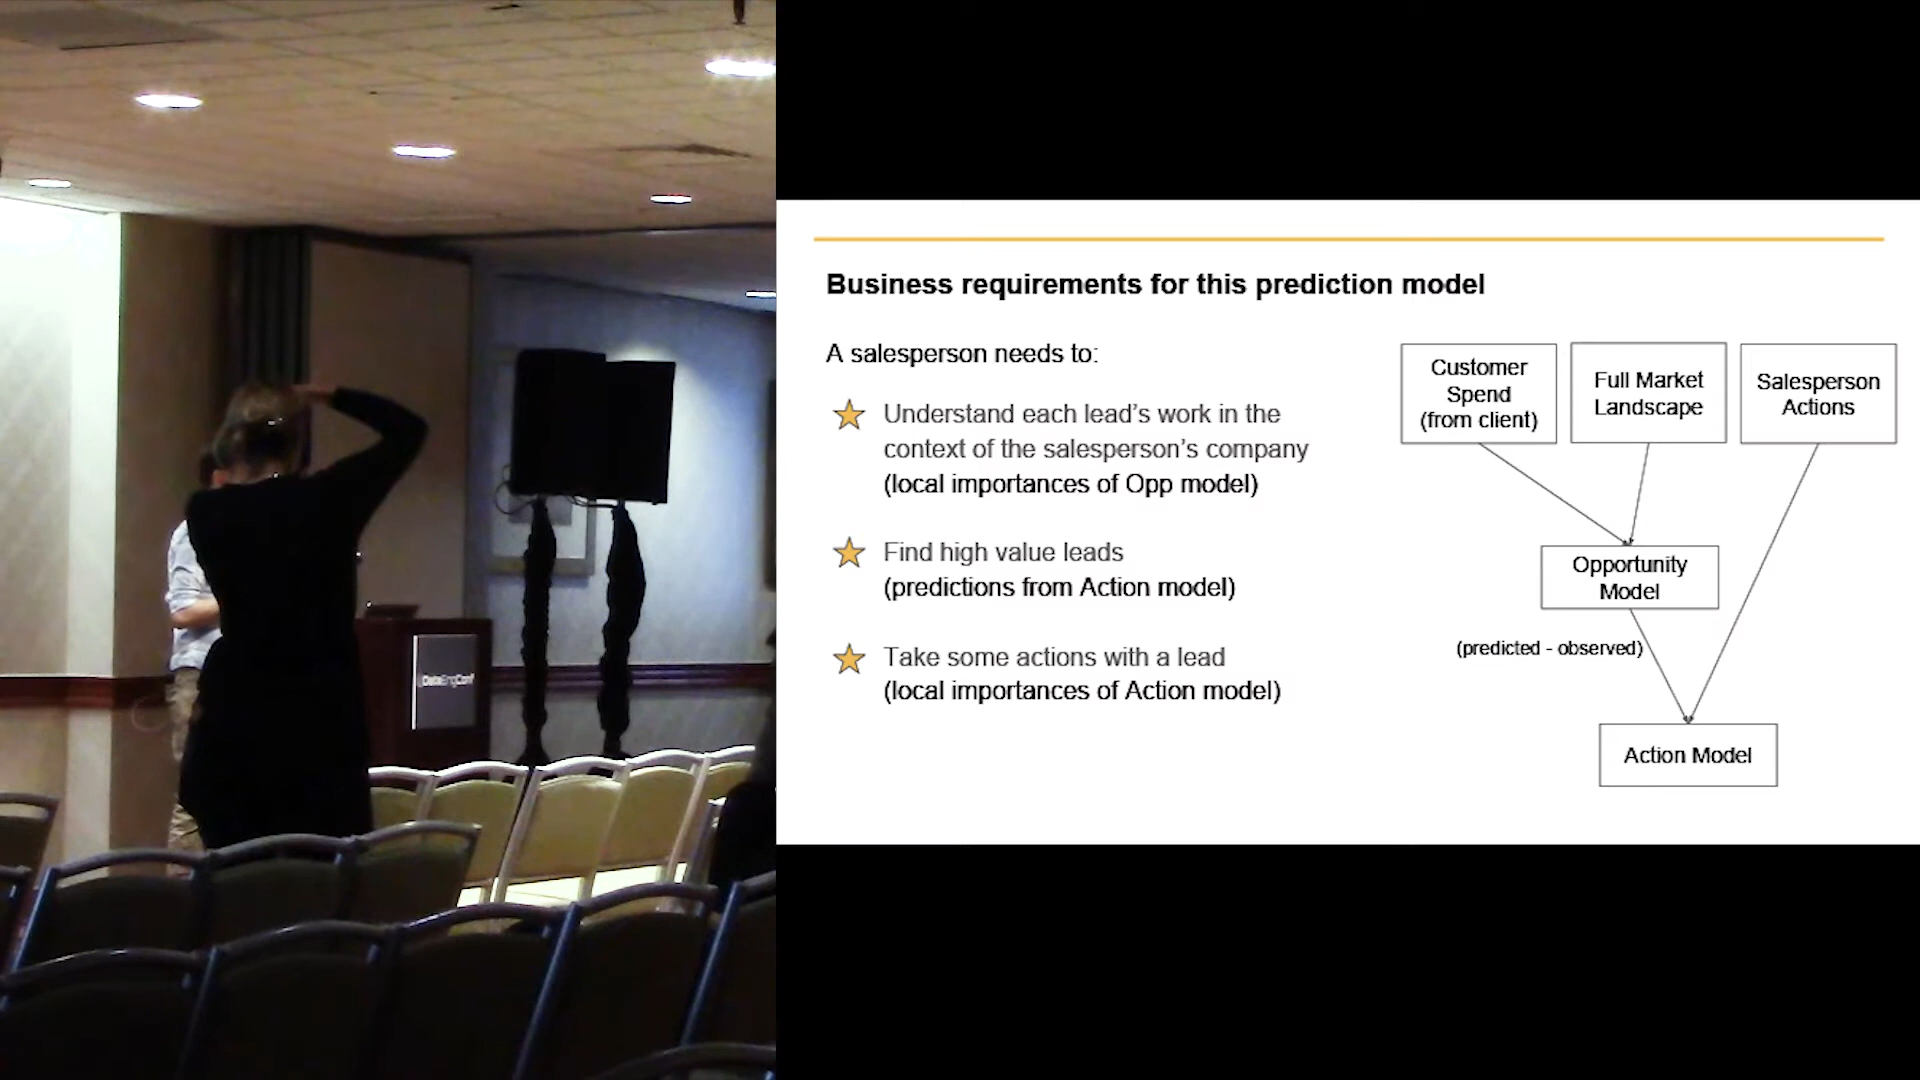 Business requirements for this prediction model
A salesperson needs to:
Understand each lead's work in the
context of the salesperson's company
(local importances of Opp model)
Find high value leads
(predictions from Action model)
Take some actions with a lead
(local importances of Action model)
Customer
Spend
(from client)
Full Market
Landscape
Salesperson
Actions
Opportunity
Model
(predicted - observed)
Action Model
DataEngConf